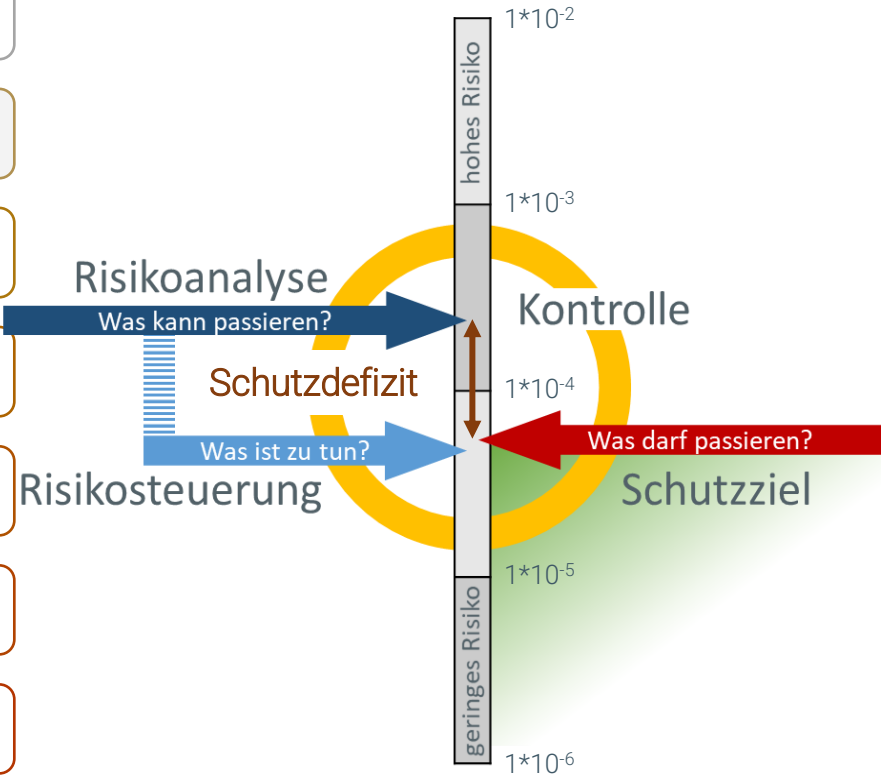 1*10-2
hohes Risiko
1*10-3
Risikoanalyse
Was kann passieren?
Kontrolle
Schutzdefizit
1*10-4
Was ist zu tun?
Was darf passieren?
Risikosteuerung
Schutzziel
1*10-5
geringes Risiko
1*10-6